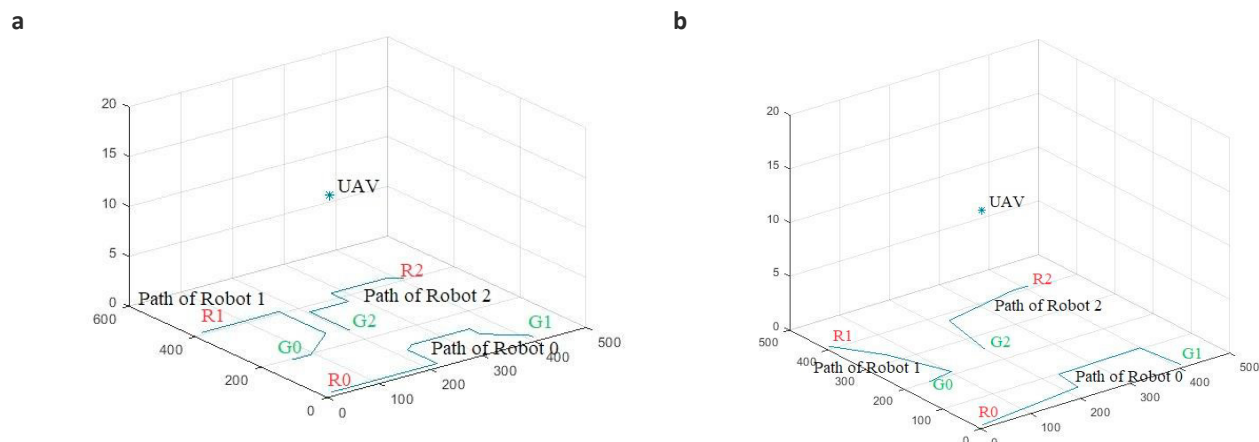 a
20
15
10
5
0
600
400
200
0
0
100
200
300
400
500
UAV
Path of Robot 1
R1
R2
Path of Robot 2
G2
G1
G0
Path of Robot 0
R0
b
20
15
10
5
0
500
400
300
200
100
0
0
100
200
300
400
500
UAV
R2
Path of Robot 2
R1
G2
Path of Robot 1
G0
G1
Path of Robot 0
R0